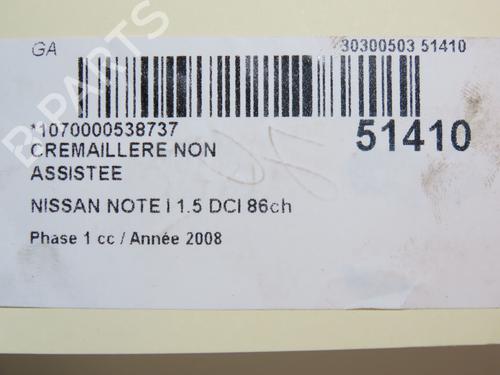 GA
30300503 51410
11070000538737
51410
CREMAILLERE NON
ASSISTEE
NISSAN NOTE I 1.5 DCI 86ch
Phase 1 cc / Année 2008
B-PARTS